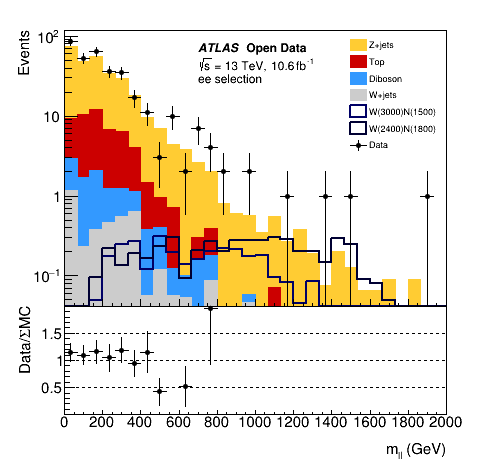 Events
10²
10
1
10⁻¹
ATLAS Open Data
√s = 13 TeV, 10.6fb⁻¹
ee selection
Z+jets
Top
Diboson
W+jets
W(3000)N(1500)
W(2400)N(1800)
Data
Data/ΣMC
1.5
1
0.5
0 200 400 600 800 1000 1200 1400 1600 1800 2000
m_ll (GeV)